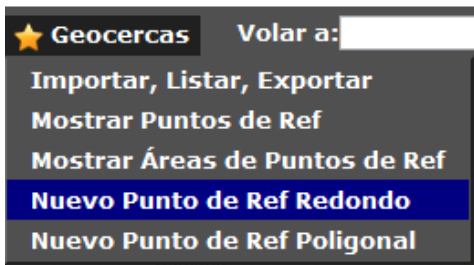 Geocercas Volar a:
Importar, Listar, Exportar
Mostrar Puntos de Ref
Mostrar Áreas de Puntos de Ref
Nuevo Punto de Ref Redondo
Nuevo Punto de Ref Poligonal